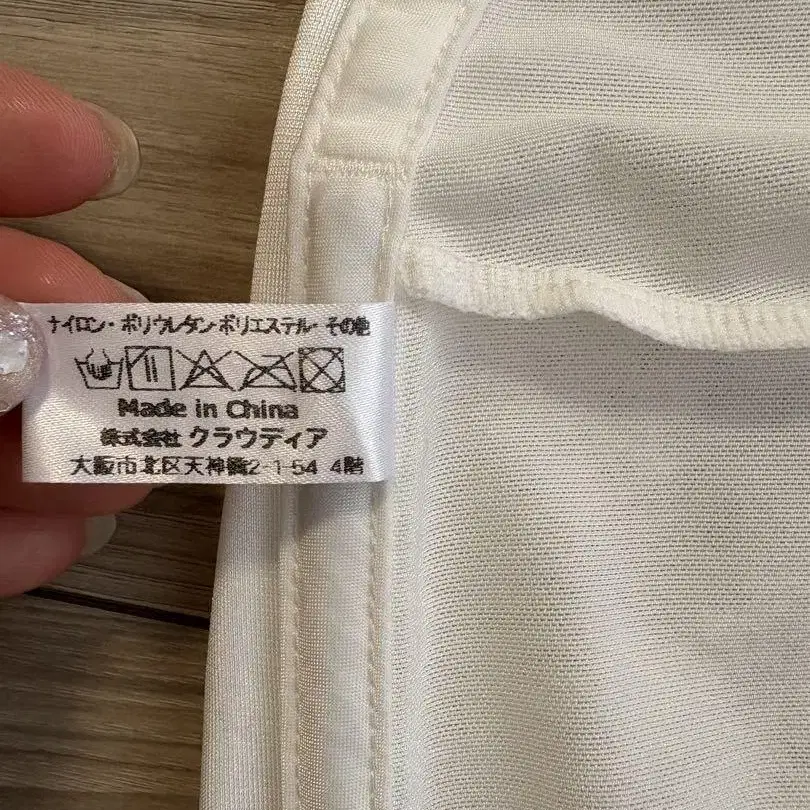 ナイロン・ポリウレタン ポリエステル・その他
Made in China
株式会社 クラウディア
大阪市北区天神橋2-1-54 4階